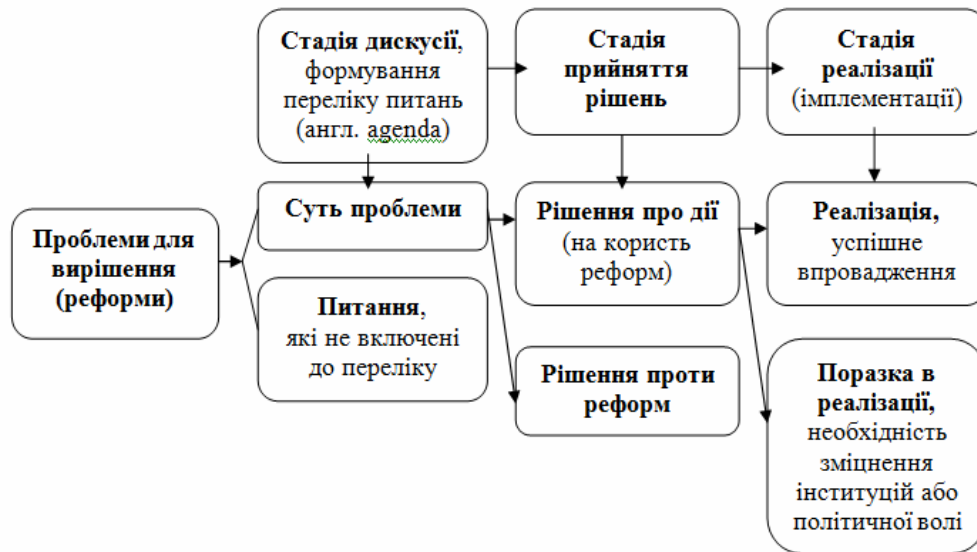 Стадія дискусії,
формування
переліку питань
(англ. agenda)
Стадія
прийняття
рішень
Стадія
реалізації
(імплементації)
Проблеми для
вирішення
(реформи)
Суть проблеми
Питання,
які не включені
до переліку
Рішення про дії
(на користь
реформ)
Рішення проти
реформ
Реалізація,
успішне
впровадження
Поразка в
реалізації,
необхідність
зміцнення
інституцій або
політичної волі